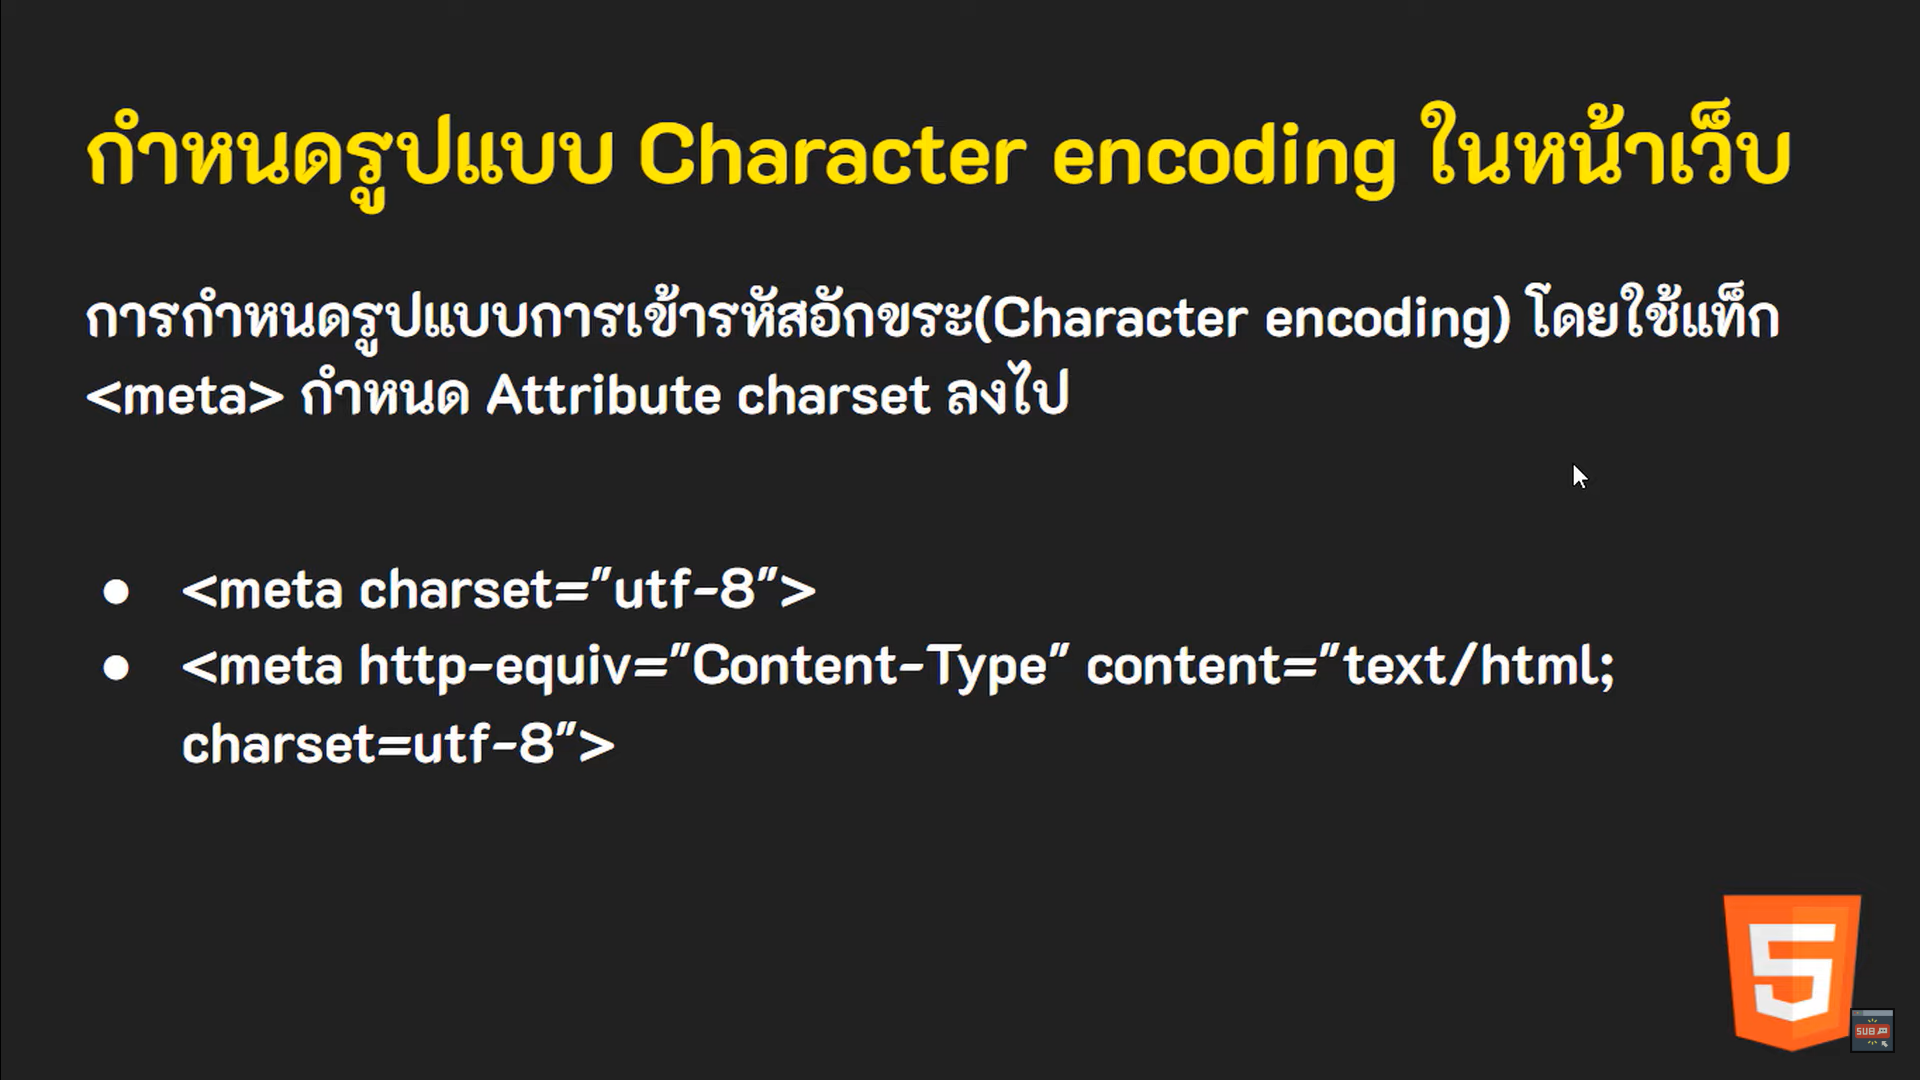 กำหนดรูปแบบ Character encoding ในหน้าเว็บ
การกำหนดรูปแบบการเข้ารหัสอักขระ(Character encoding) โดยใช้แท็ก
<meta> กำหนด Attribute charset ลงไป
● <meta charset="utf-8">
● <meta http-equiv="Content-Type" content="text/html;
charset=utf-8">
5
SUB